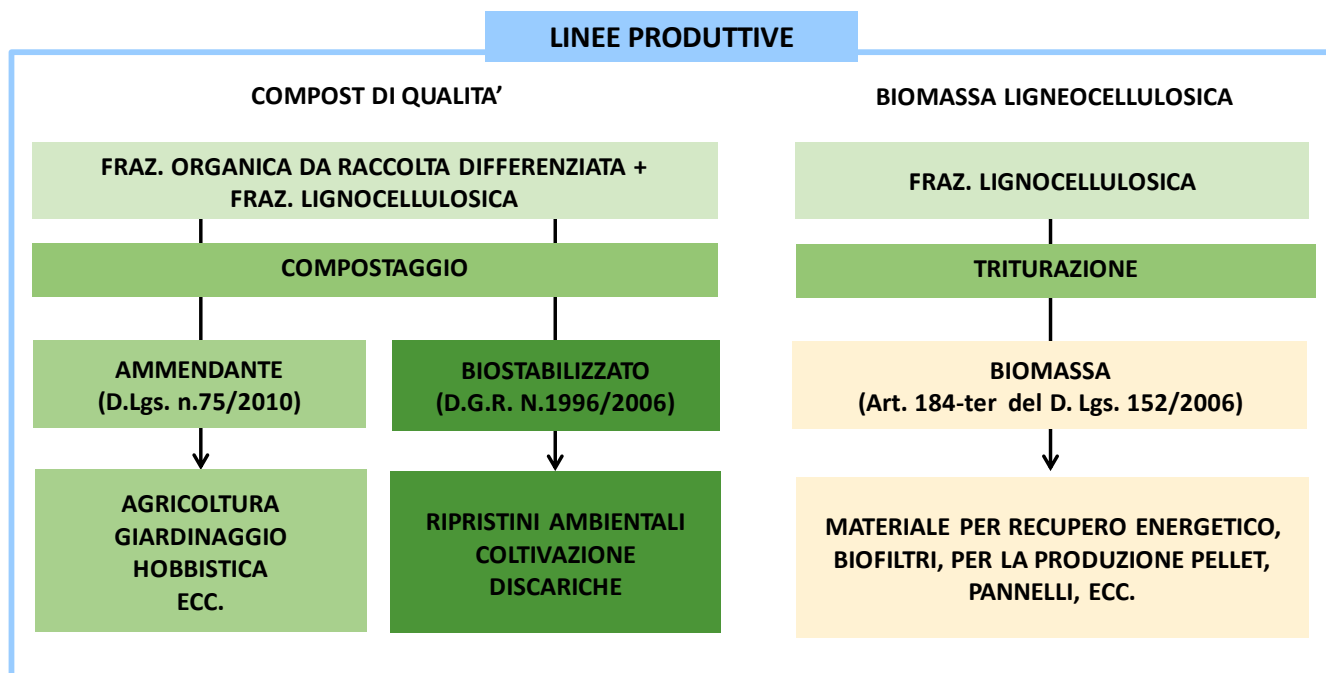 LINEE PRODUTTIVE
COMPOST DI QUALITA’
FRAZ. ORGANICA DA RACCOLTA DIFFERENZIATA +
FRAZ. LIGNOCELLULOSICA
COMPOSTAGGIO
AMMENDANTE
(D.Lgs. n.75/2010)
AGRICOLTURA
GIARDINAGGIO
HOBBISTICA
ECC.
BIOSTABILIZZATO
(D.G.R. N.1996/2006)
RIPRISTINI AMBIENTALI
COLTIVAZIONE
DISCARICHE
BIOMASSA LIGNEOCELLULOSICA
FRAZ. LIGNOCELLULOSICA
TRITURAZIONE
BIOMASSA
(Art. 184-ter del D. Lgs. 152/2006)
MATERIALE PER RECUPERO ENERGETICO,
BIOFILTRI, PER LA PRODUZIONE PELLET,
PANNELLI, ECC.